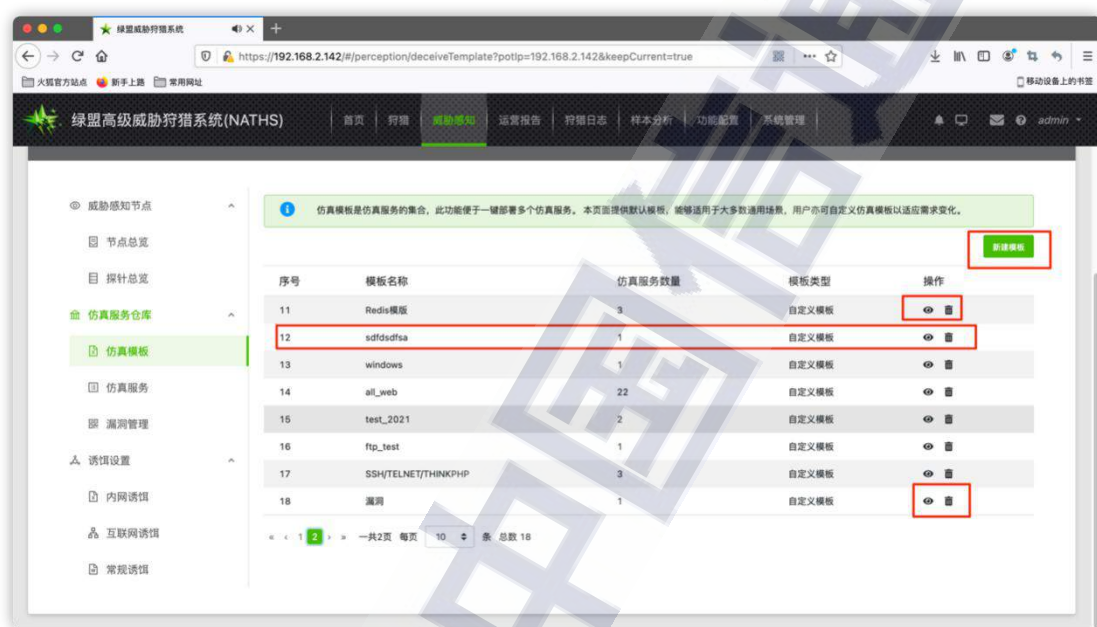 绿盟威胁狩猎系统
https://192.168.2.142/#/perception/deceiveTemplate?potIp=192.168.2.142&keepCurrent=true
火狐官方站点 新手上路 常用网址 移动设备上的书签
绿盟高级威胁狩猎系统(NATHS) 首页 狩猎 威胁感知 运营报告 狩猎日志 样本分析 功能配置 系统管理 admin
威胁感知节点
节点总览
探针总览
仿真服务仓库
仿真模板
仿真服务
漏洞管理
诱饵设置
内网诱饵
互联网诱饵
常规诱饵
仿真模板是仿真服务的集合，此功能便于一键部署多个仿真服务。本页面提供默认模板，能够适用于大多数通用场景，用户亦可自定义仿真模板以适应需求变化。
新建模板
序号 模板名称 仿真服务数量 模板类型 操作
11 Redis模版 3 自定义模板
12 sdfdsdfsa 1 自定义模板
13 windows 1 自定义模板
14 all_web 22 自定义模板
15 test_2021 2 自定义模板
16 ftp_test 1 自定义模板
17 SSH/TELNET/THINKPHP 3 自定义模板
18 漏洞 1 自定义模板
« ‹ 1 2 › » 一共2页 每页 10 条 总数 18
中国信通